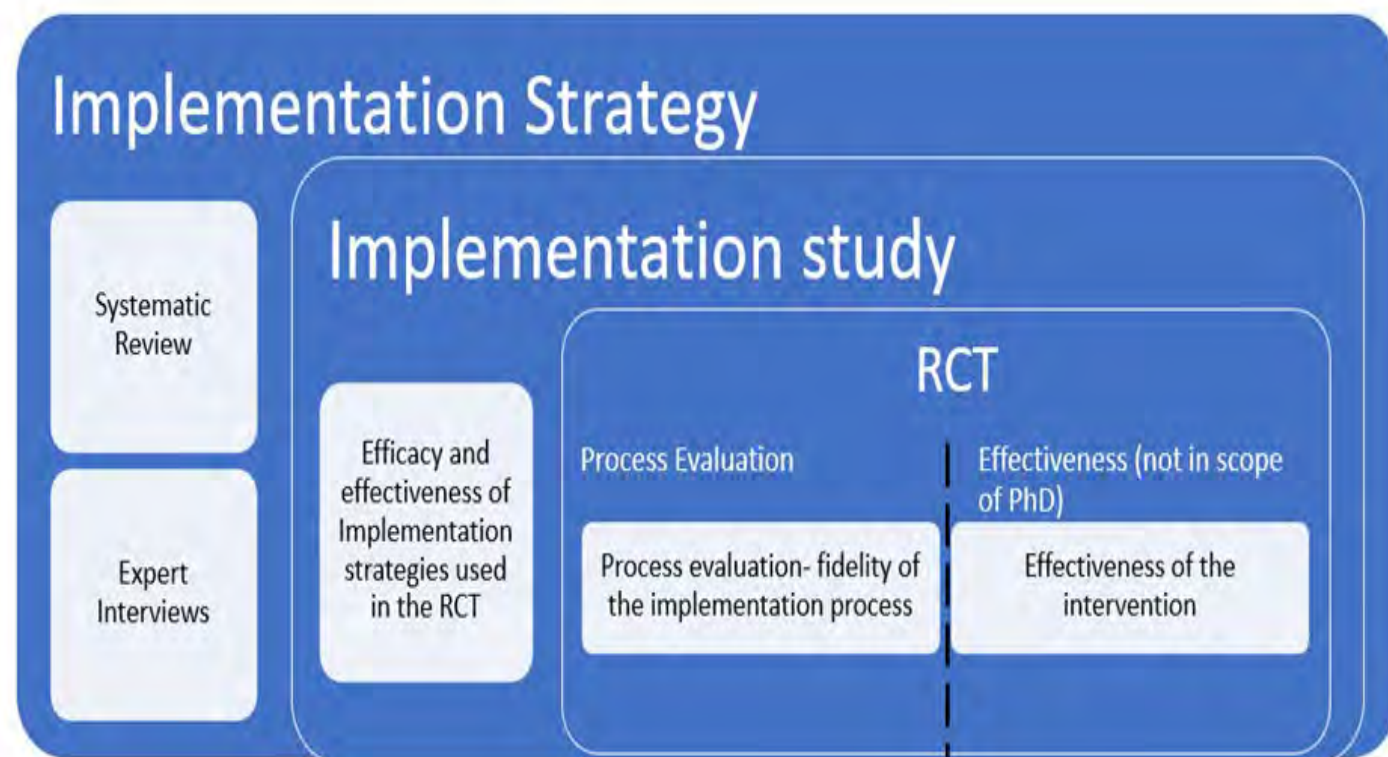 Implementation Strategy
Implementation study
Systematic
Review
Expert
Interviews
Efficacy and
effectiveness of
Implementation
strategies used
in the RCT
RCT
Process Evaluation
Process evaluation- fidelity of
the implementation process
Effectiveness (not in scope
of PhD)
Effectiveness of the
intervention